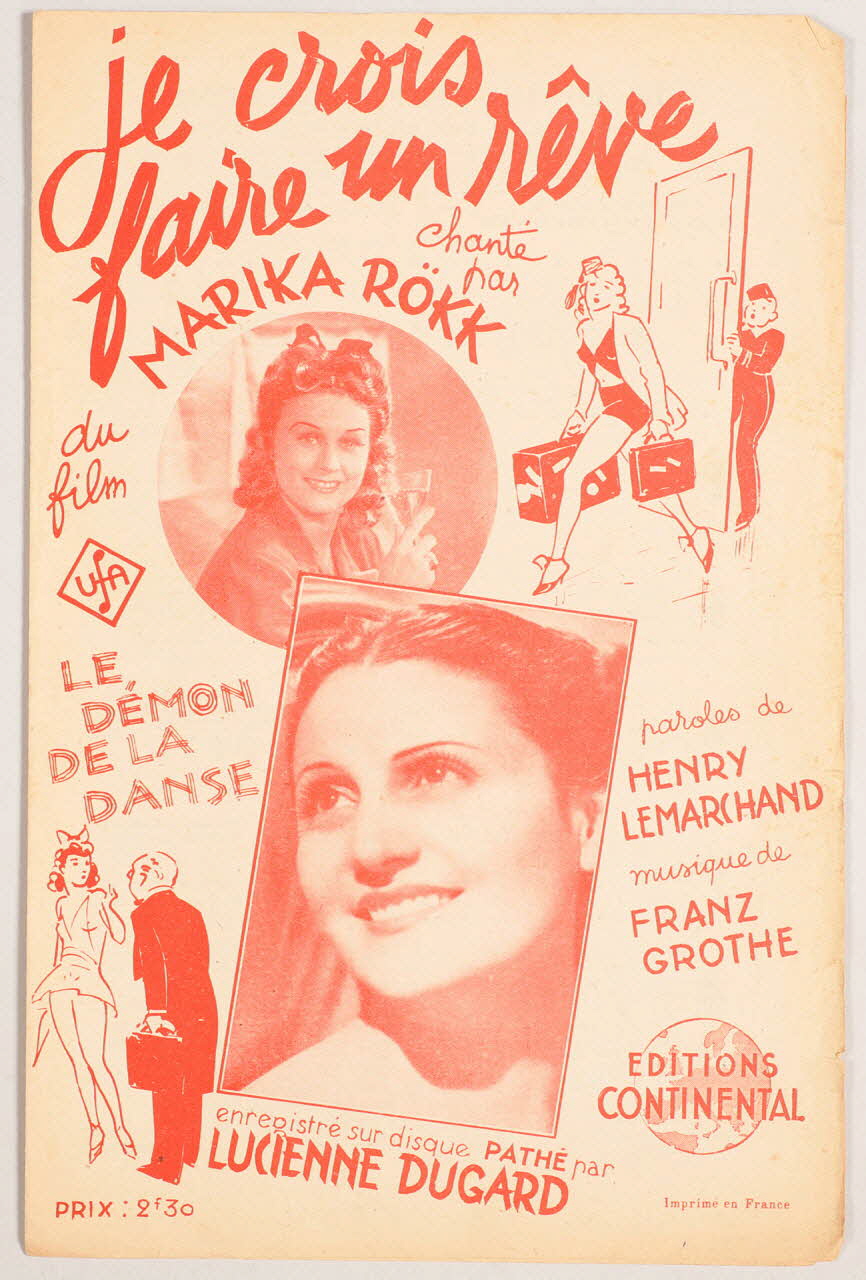 je crois
faire un rêve
chanté
par
MARIKA RÖKK
du
film
UFA
LE
DÉMON
DE LA
DANSE
paroles de
HENRY
LEMARCHAND
musique de
FRANZ
GROTHE
EDITIONS
CONTINENTAL
enregistré sur disque PATHÉ par
LUCIENNE DUGARD
PRIX : 2f30
Imprimé en France